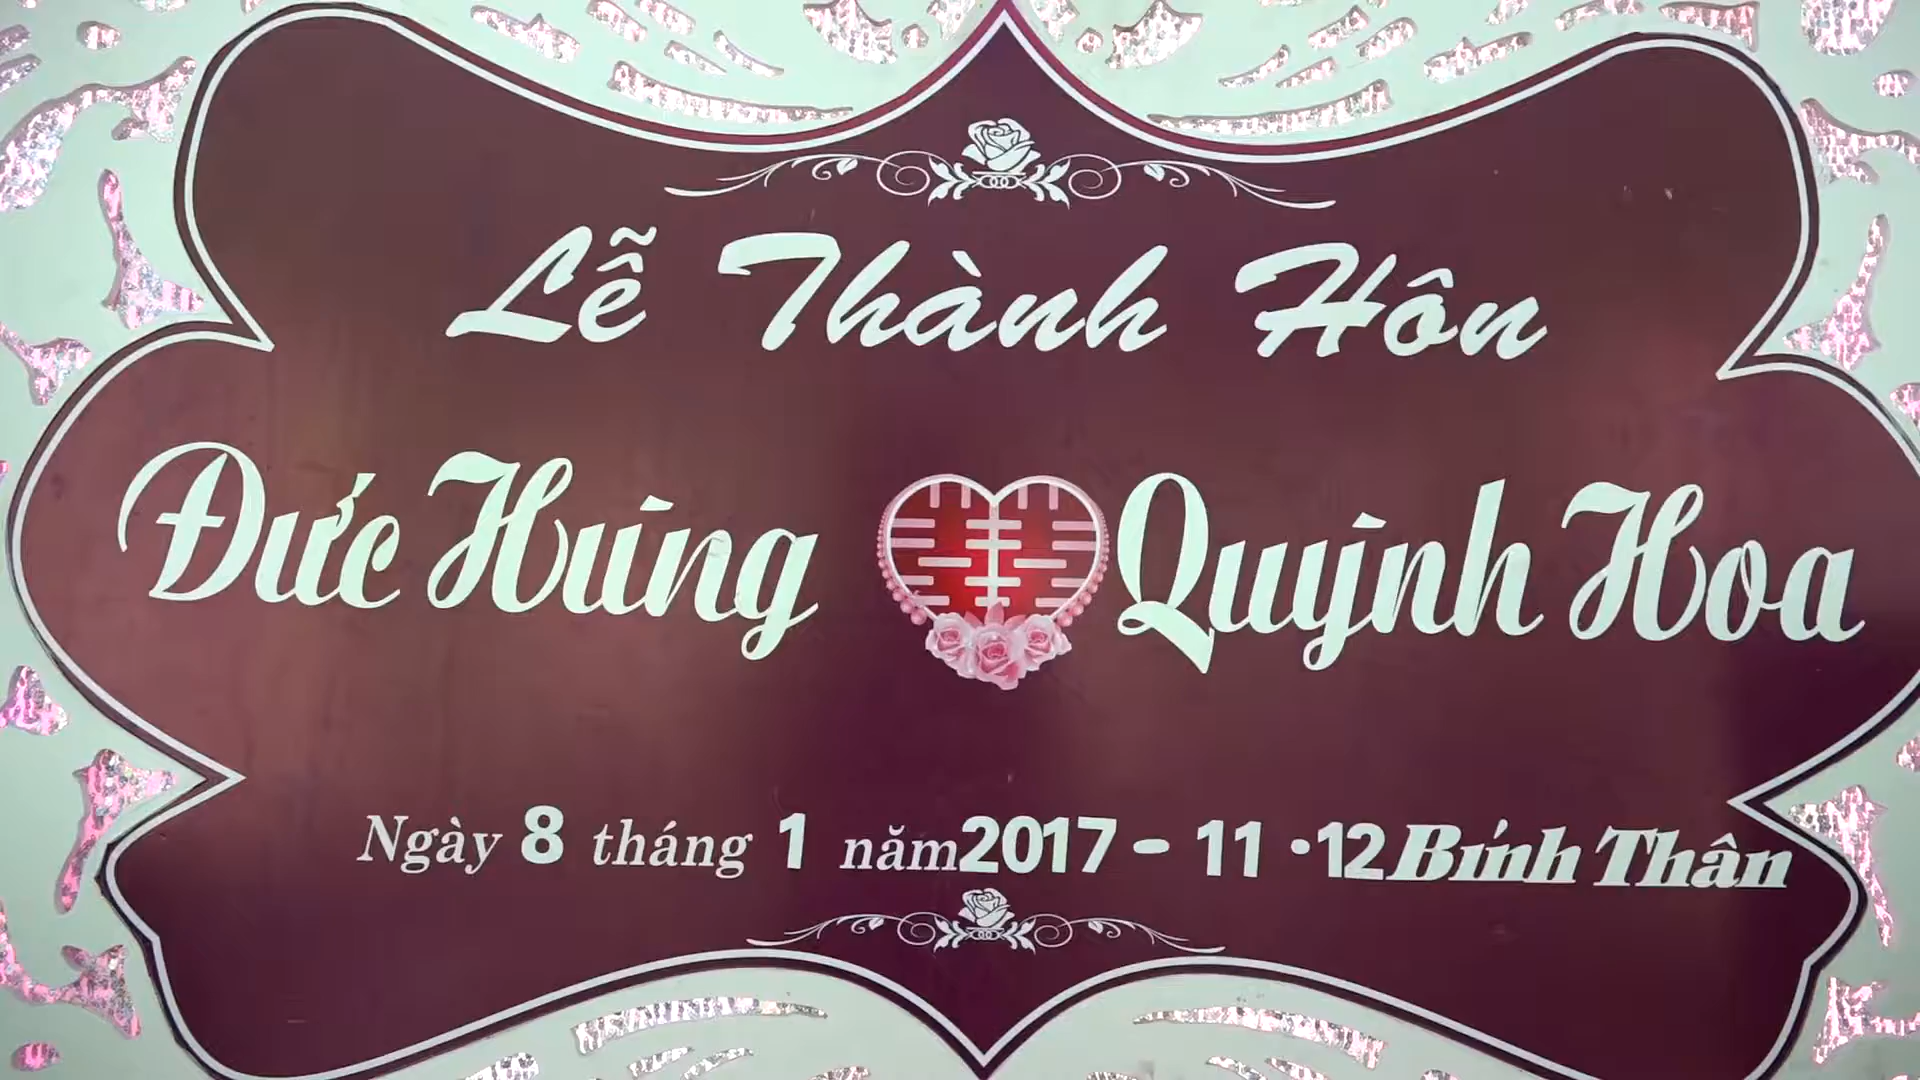 Lễ Thành Hôn
Đức Hùng Quỳnh Hoa
Ngày 8 tháng 1 năm 2017 - 11 · 12 Bính Thân